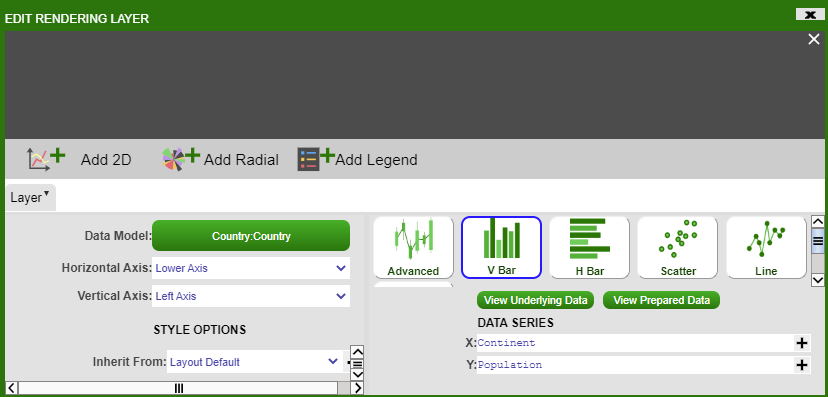 EDIT RENDERING LAYER
Add 2D Add Radial Add Legend
Layer
Data Model: Country:Country
Horizontal Axis: Lower Axis
Vertical Axis: Left Axis
STYLE OPTIONS
Inherit From: Layout Default
Advanced V Bar H Bar Scatter Line
View Underlying Data View Prepared Data
DATA SERIES
X: Continent
Y: Population